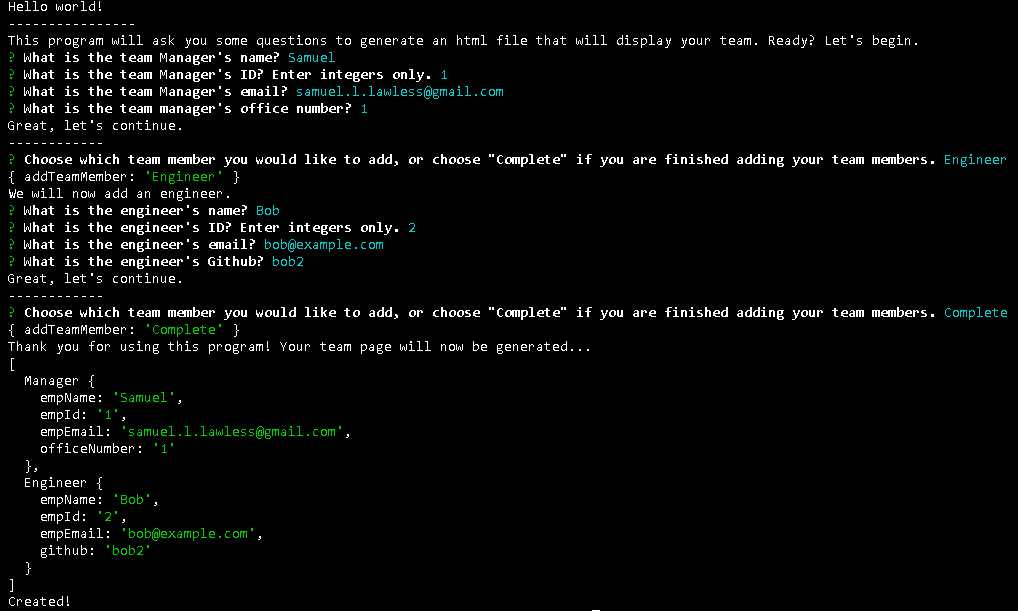 Hello world!
----------------
This program will ask you some questions to generate an html file that will display your team. Ready? Let's begin.
? What is the team Manager's name? Samuel
? What is the team Manager's ID? Enter integers only. 1
? What is the team Manager's email? samuel.l.lawless@gmail.com
? What is the team manager's office number? 1
Great, let's continue.
------------
? Choose which team member you would like to add, or choose "Complete" if you are finished adding your team members. Engineer
{ addTeamMember: 'Engineer' }
We will now add an engineer.
? What is the engineer's name? Bob
? What is the engineer's ID? Enter integers only. 2
? What is the engineer's email? bob@example.com
? What is the engineer's Github? bob2
Great, let's continue.
------------
? Choose which team member you would like to add, or choose "Complete" if you are finished adding your team members. Complete
{ addTeamMember: 'Complete' }
Thank you for using this program! Your team page will now be generated...
[
  Manager {
    empName: 'Samuel',
    empId: '1',
    empEmail: 'samuel.l.lawless@gmail.com',
    officeNumber: '1'
  },
  Engineer {
    empName: 'Bob',
    empId: '2',
    empEmail: 'bob@example.com',
    github: 'bob2'
  }
]
Created!